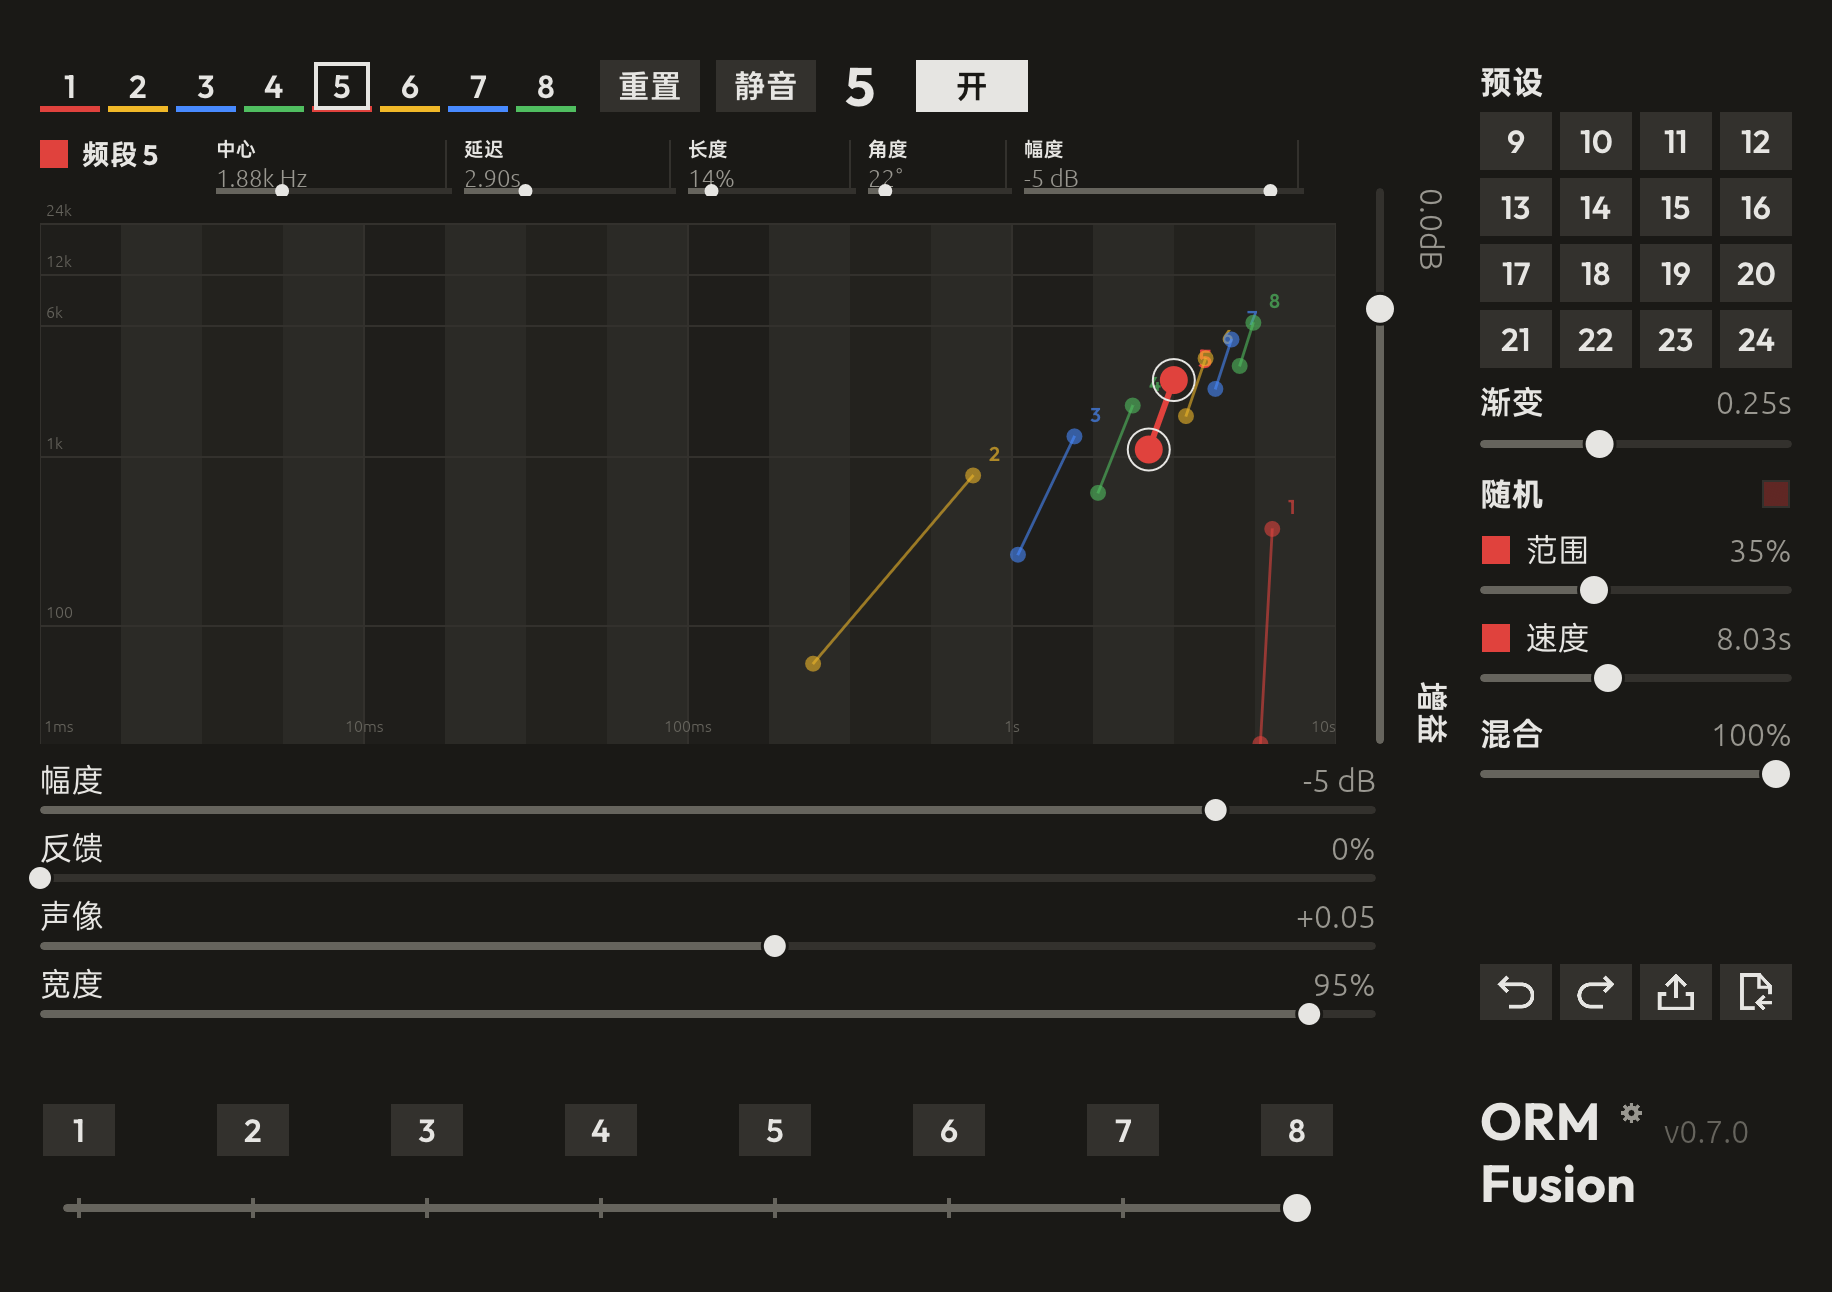 1 2 3 4 5 6 7 8 重置 静音 5 开
频段 5
中心 延迟 长度 角度 幅度
1.88k Hz 2.90s 14% 22° -5 dB
24k
12k
6k
1k
100
1ms 10ms 100ms 1s 10s
1
2
3
4
5
6
7
8
0.0dB
增益
幅度 -5 dB
反馈 0%
声像 +0.05
宽度 95%
1 2 3 4 5 6 7 8
预设
9 10 11 12
13 14 15 16
17 18 19 20
21 22 23 24
渐变 0.25s
随机
范围 35%
速度 8.03s
混合 100%
ORM v0.7.0
Fusion